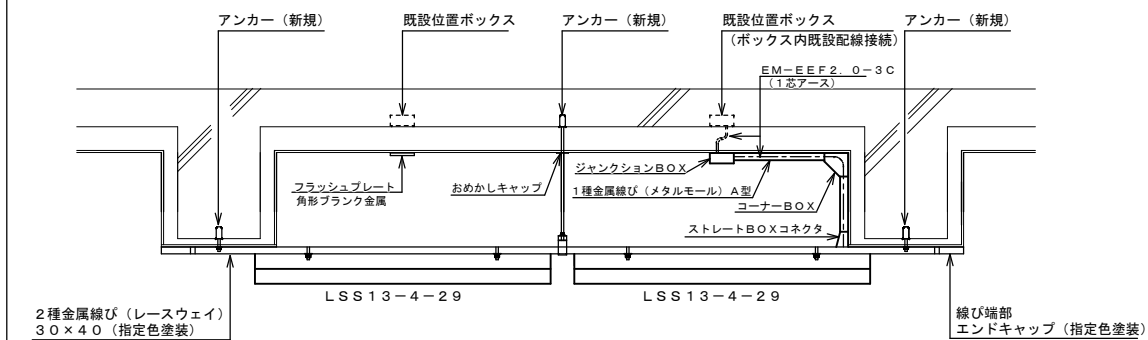 アンカー（新規）
既設位置ボックス
アンカー（新規）
既設位置ボックス
（ボックス内既設配線接続）
アンカー（新規）
ＥＭ－ＥＥＦ２．０－３Ｃ
（１芯アース）
フラッシュプレート
角形ブランク金属
おめかしキャップ
ジャンクションＢＯＸ
１種金属線ぴ（メタルモール）Ａ型
コーナーＢＯＸ
ストレートＢＯＸコネクタ
ＬＳＳ１３－４－２９
ＬＳＳ１３－４－２９
２種金属線ぴ（レースウェイ）
３０×４０（指定色塗装）
線ぴ端部
エンドキャップ（指定色塗装）